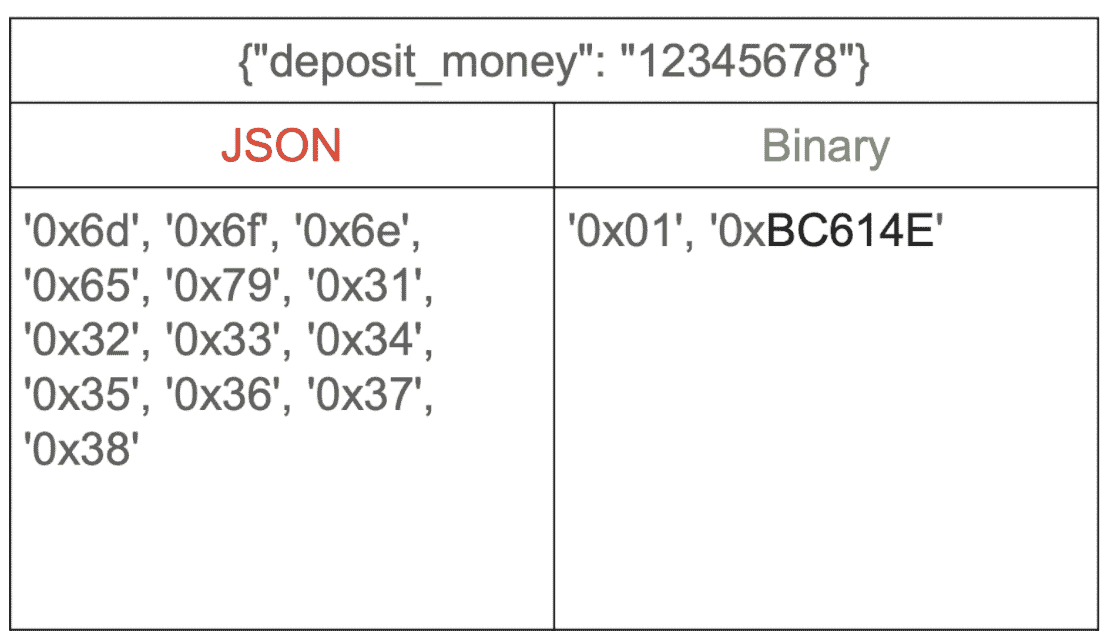 {"deposit_money": "12345678"}
JSON
Binary
'0x6d', '0x6f', '0x6e',
'0x65', '0x79', '0x31',
'0x32', '0x33', '0x34',
'0x35', '0x36', '0x37',
'0x38'
'0x01', '0xBC614E'